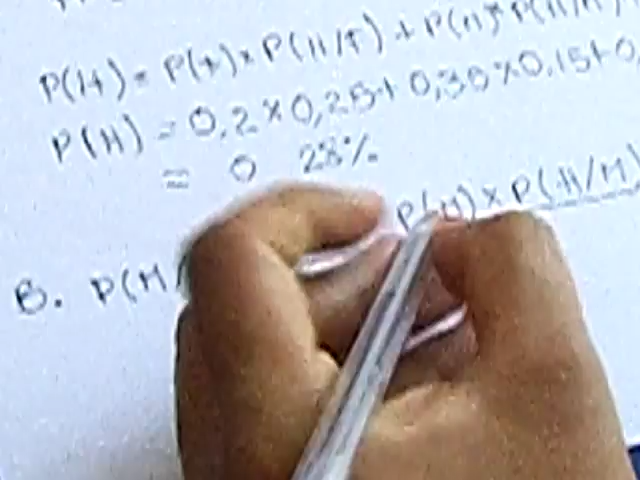 P(H) = P(T) × P(H/T) + P(M) × P(H/M)
P(H) = 0,2 × 0,25 + 0,30 × 0,15 + 0,
= 0 28%
P(M) × P(H/M)
B. P(M